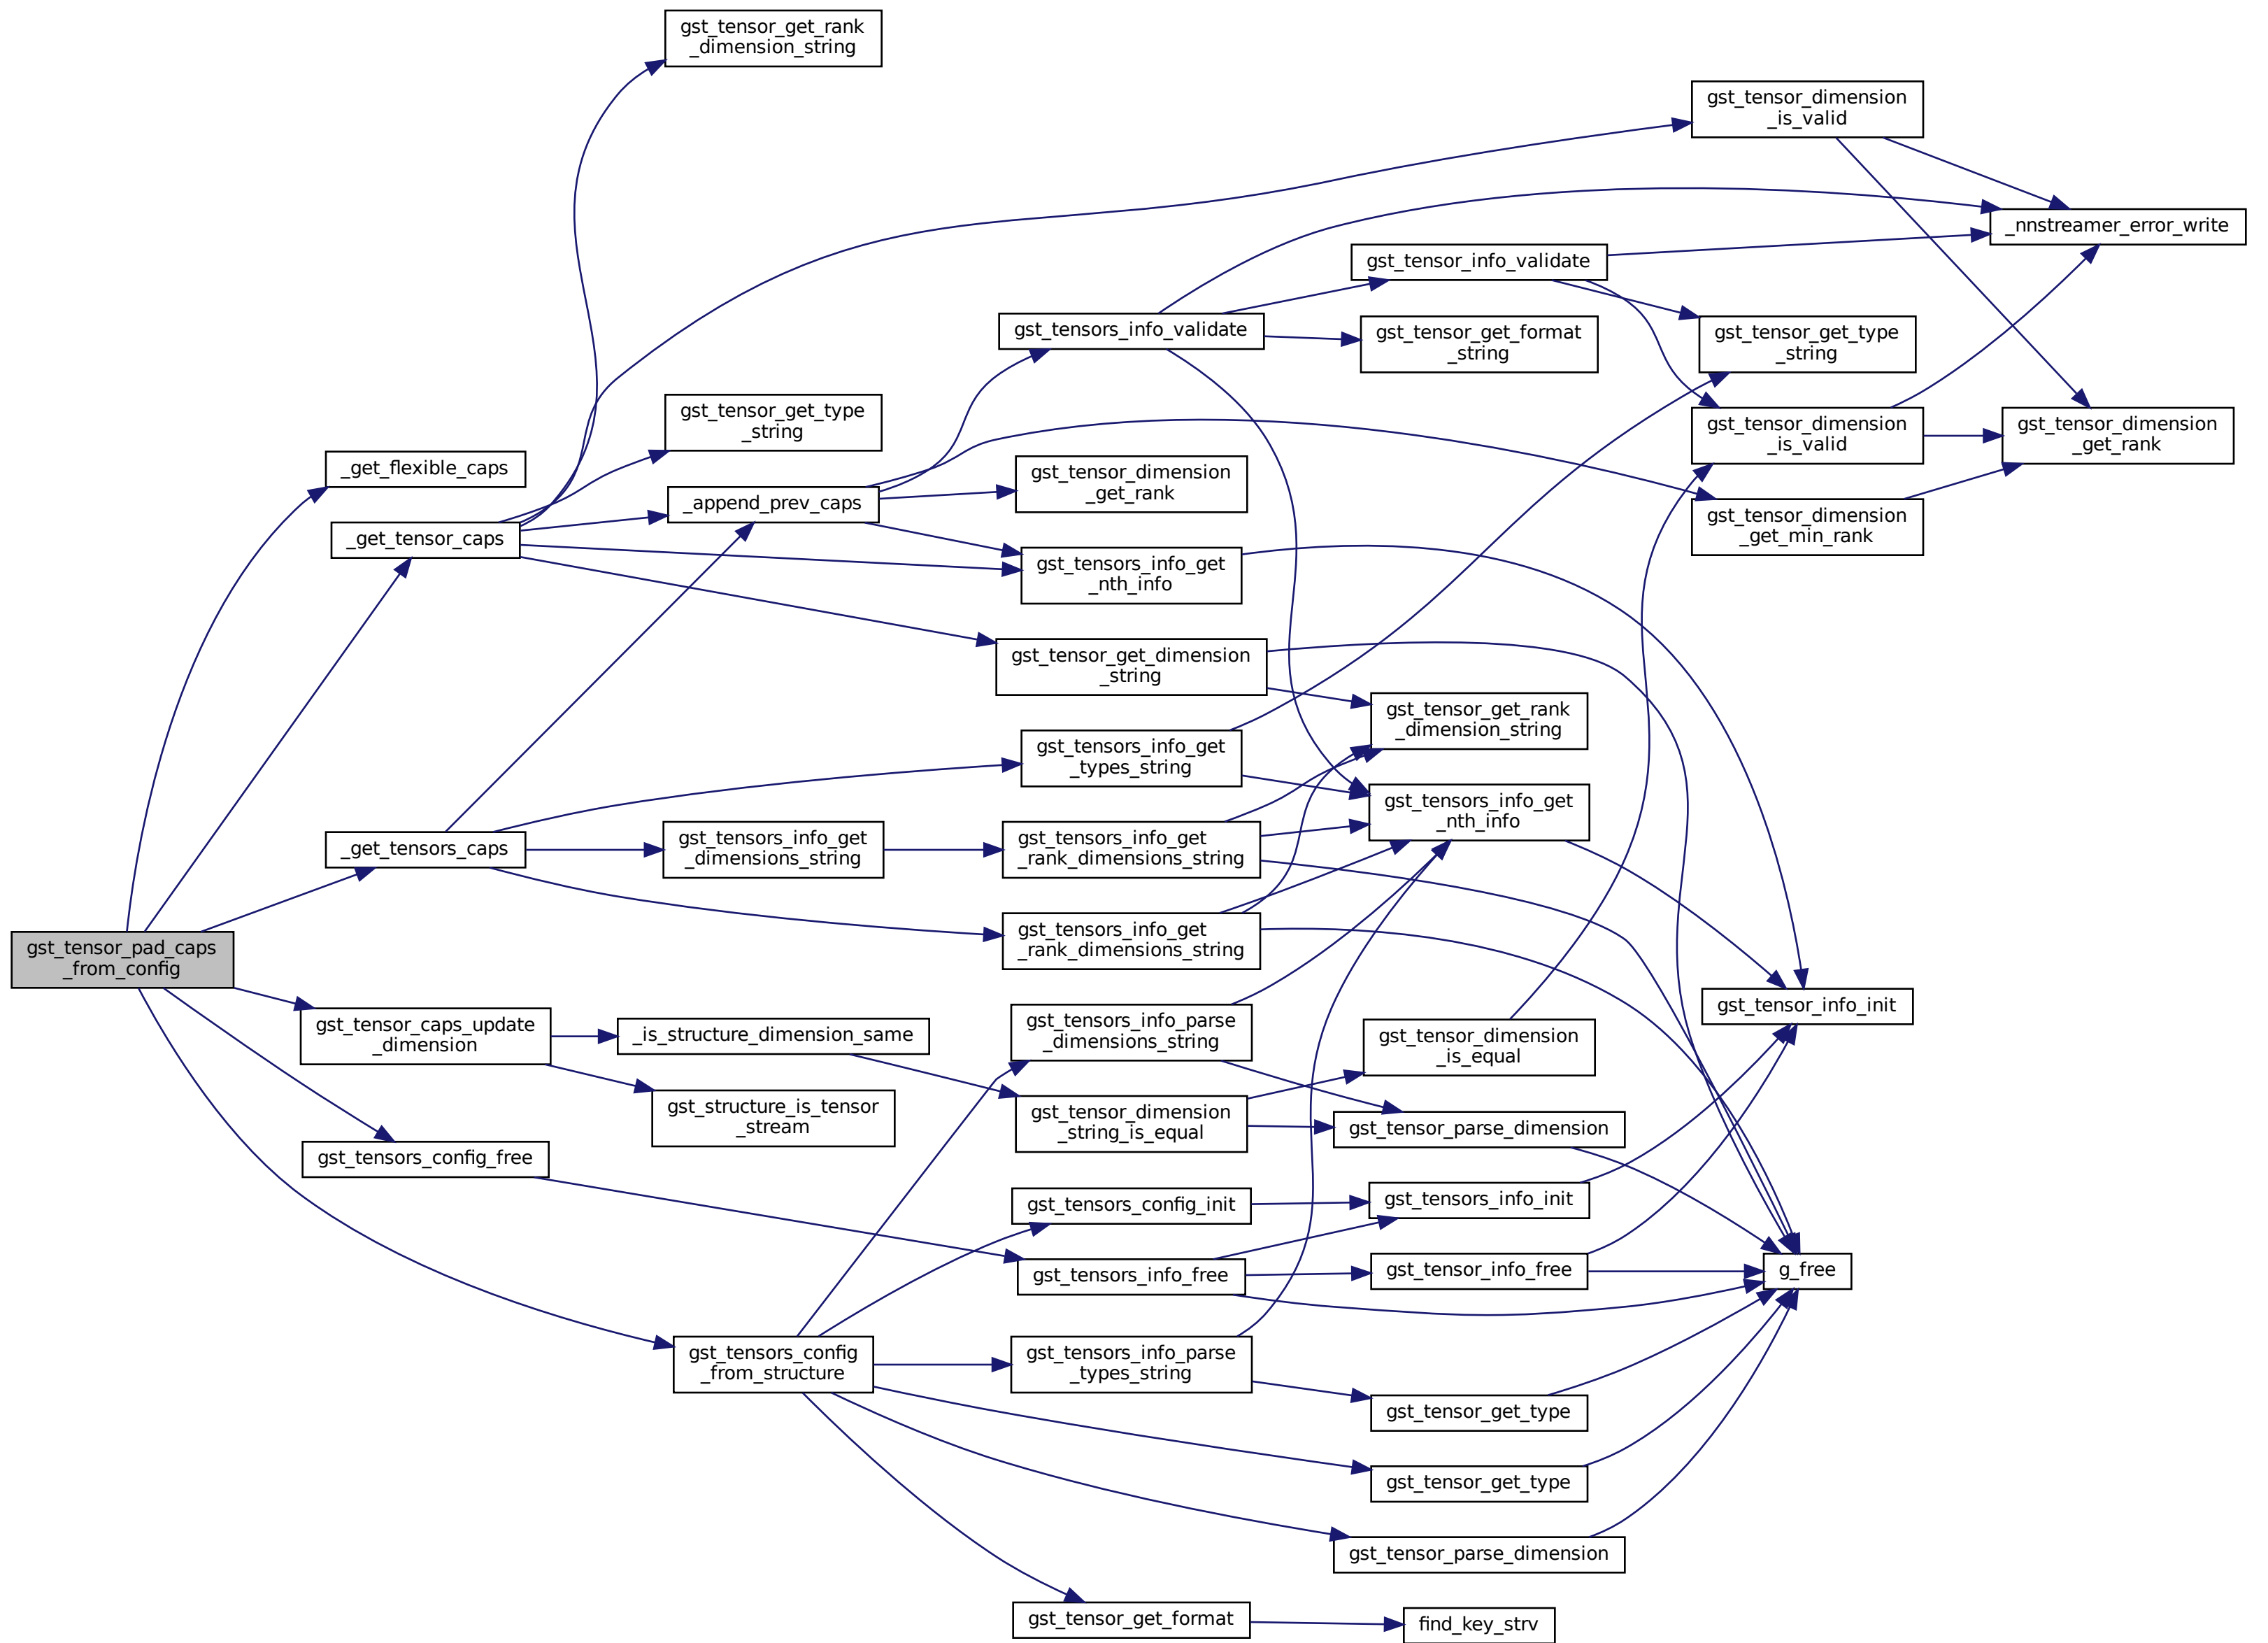 gst_tensor_get_rank
_dimension_string
gst_tensor_dimension
_is_valid
_nnstreamer_error_write
gst_tensor_info_validate
gst_tensors_info_validate
gst_tensor_get_format
_string
gst_tensor_get_type
_string
gst_tensor_get_type
_string
gst_tensor_dimension
_is_valid
gst_tensor_dimension
_get_rank
_get_flexible_caps
gst_tensor_dimension
_get_rank
_append_prev_caps
gst_tensor_dimension
_get_min_rank
_get_tensor_caps
gst_tensors_info_get
_nth_info
gst_tensor_get_dimension
_string
gst_tensor_get_rank
_dimension_string
gst_tensors_info_get
_types_string
gst_tensors_info_get
_nth_info
_get_tensors_caps
gst_tensors_info_get
_dimensions_string
gst_tensors_info_get
_rank_dimensions_string
gst_tensors_info_get
_rank_dimensions_string
gst_tensor_pad_caps
_from_config
gst_tensor_info_init
gst_tensor_caps_update
_dimension
_is_structure_dimension_same
gst_tensors_info_parse
_dimensions_string
gst_tensor_dimension
_is_equal
gst_structure_is_tensor
_stream
gst_tensor_dimension
_string_is_equal
gst_tensor_parse_dimension
gst_tensors_config_free
gst_tensors_config_init
gst_tensors_info_init
gst_tensors_info_free
gst_tensor_info_free
g_free
gst_tensors_config
_from_structure
gst_tensors_info_parse
_types_string
gst_tensor_get_type
gst_tensor_get_type
gst_tensor_parse_dimension
gst_tensor_get_format
find_key_strv